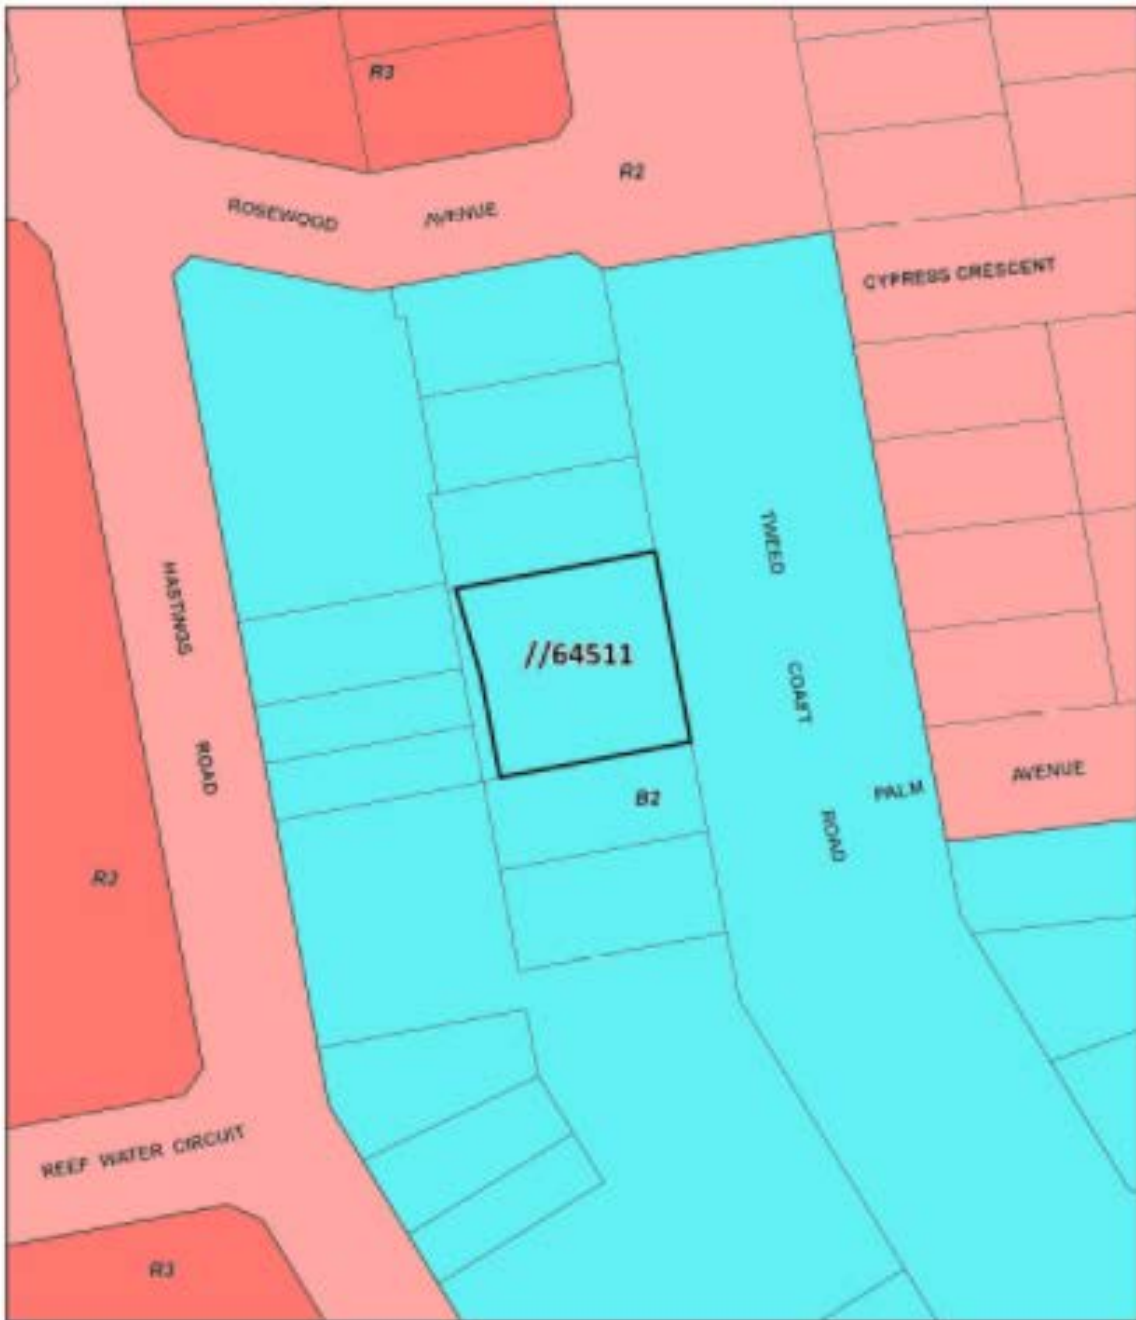 R3
R2
ROSEWOOD AVENUE
CYPRESS CRESCENT
TWEED
HASTINGS
//64511
COAST
ROAD
AVENUE
PALM
B2
ROAD
R3
REEF WATER CIRCUIT
R3